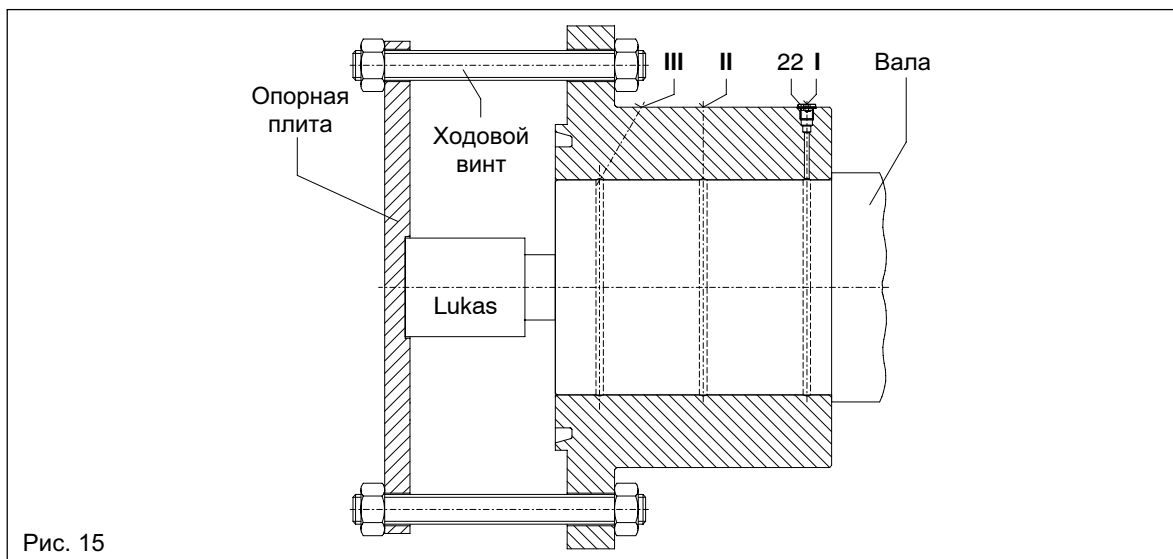 III II 22 I Вала
Опорная
плита
Ходовой
винт
Lukas
Рис. 15